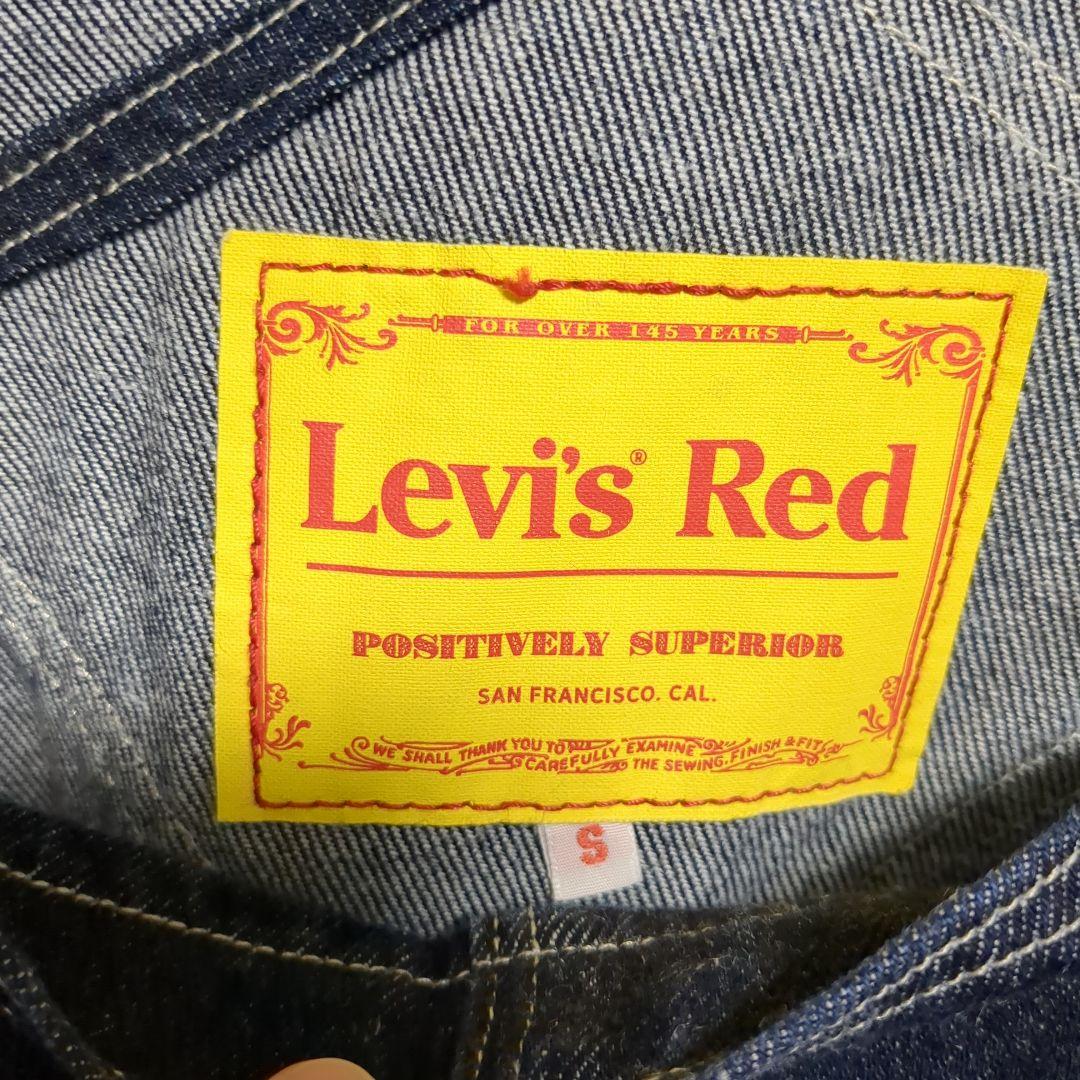 FOR OVER 145 YEARS
Levi's® Red
POSITIVELY SUPERIOR
SAN FRANCISCO. CAL.
WE SHALL THANK YOU TO
CAREFULLY EXAMINE
THE SEWING, FINISH & FIT
S